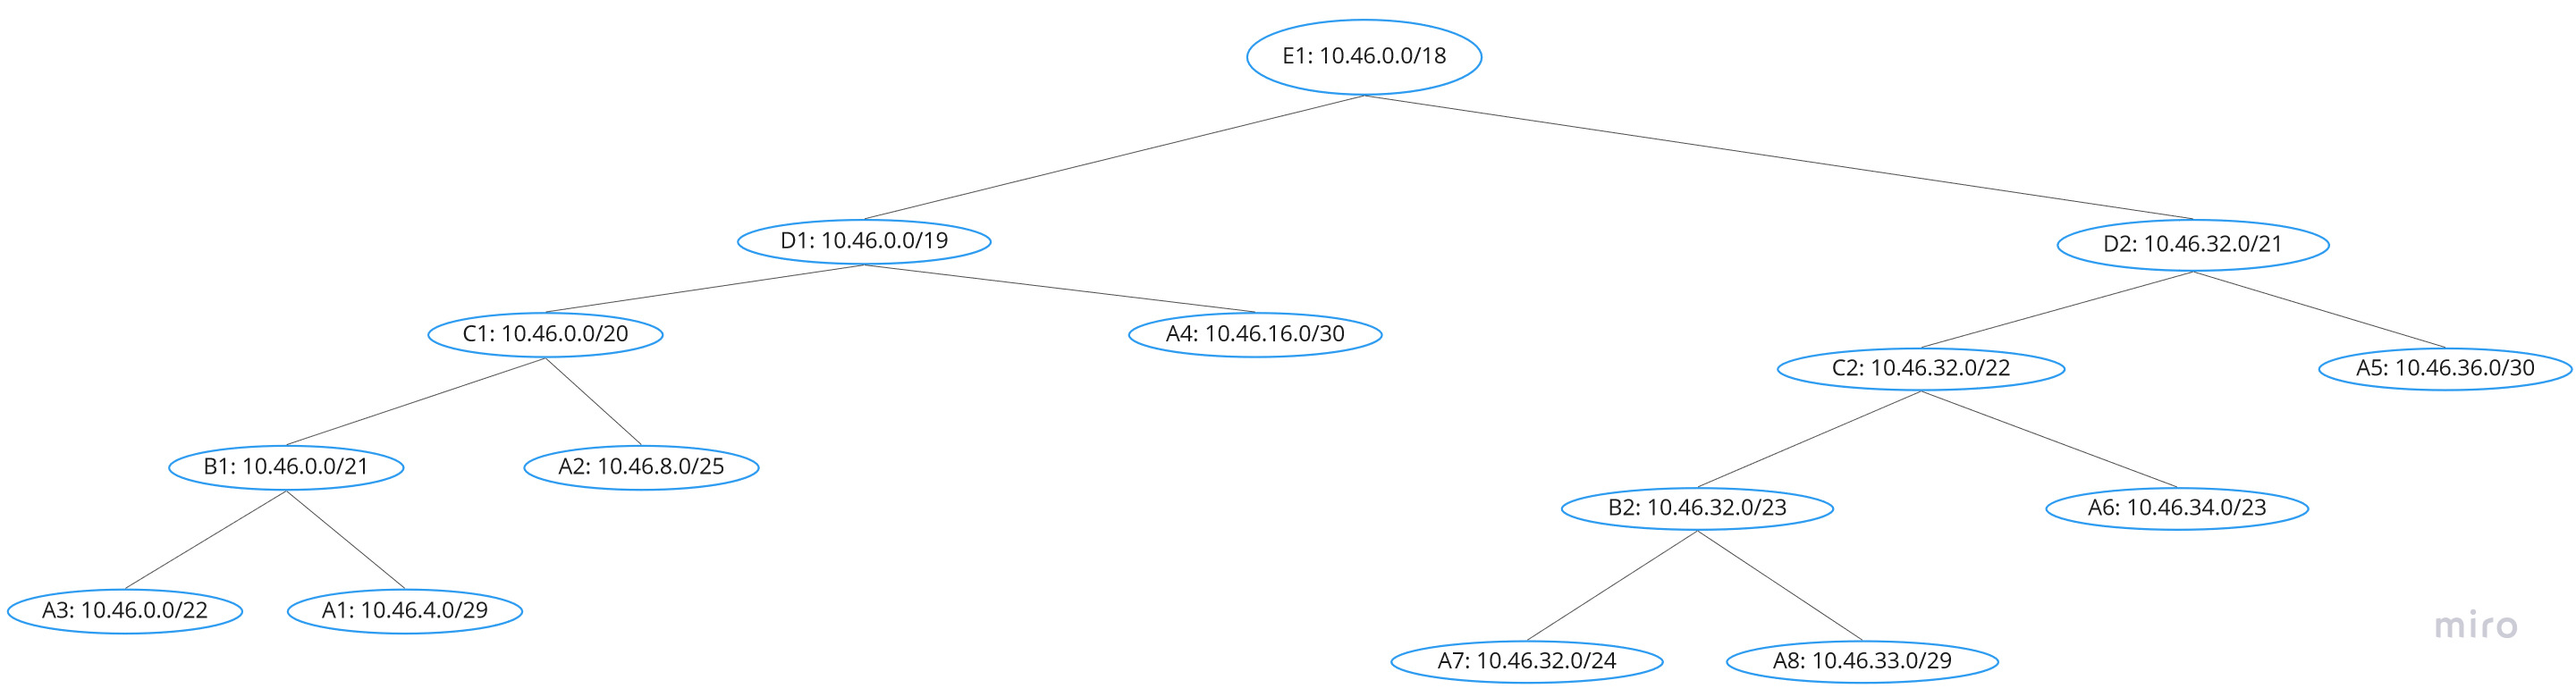 E1: 10.46.0.0/18
D1: 10.46.0.0/19
D2: 10.46.32.0/21
C1: 10.46.0.0/20
A4: 10.46.16.0/30
C2: 10.46.32.0/22
A5: 10.46.36.0/30
B1: 10.46.0.0/21
A2: 10.46.8.0/25
B2: 10.46.32.0/23
A6: 10.46.34.0/23
A3: 10.46.0.0/22
A1: 10.46.4.0/29
miro
A7: 10.46.32.0/24
A8: 10.46.33.0/29